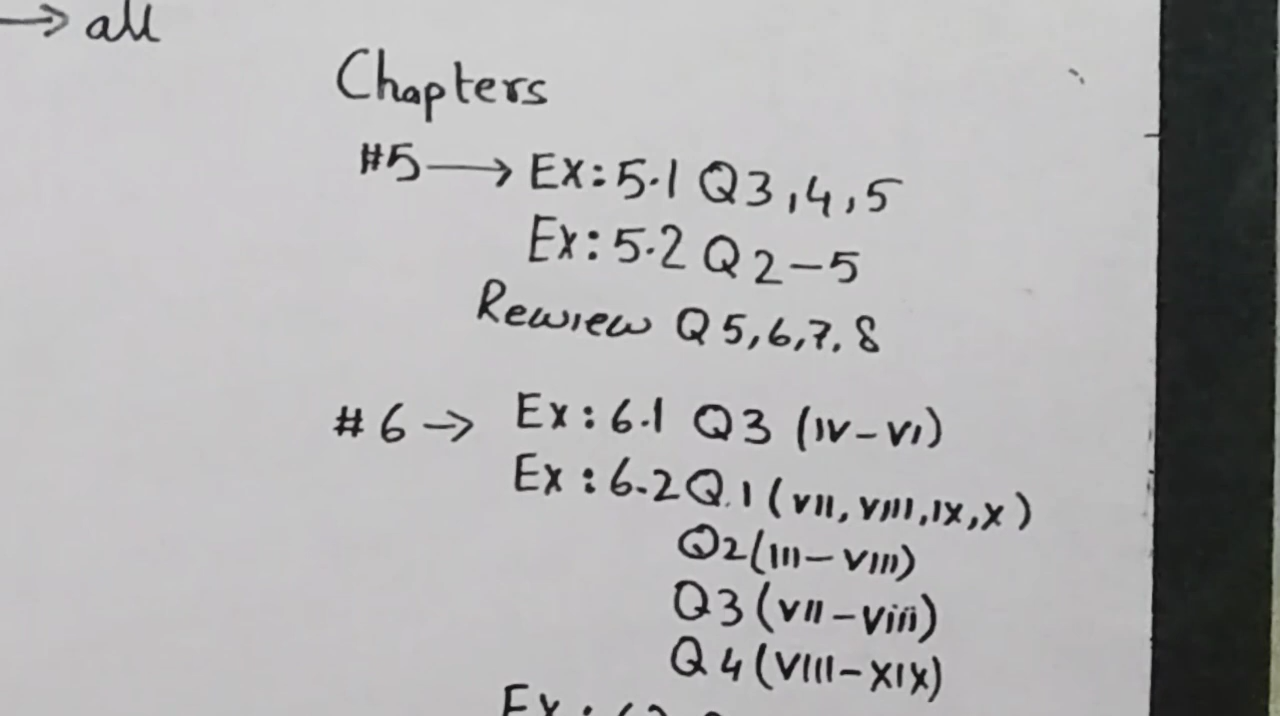 → all
Chapters
#5 → Ex: 5.1 Q3,4,5
Ex: 5.2 Q2-5
Rewiew Q5,6,7,8
#6 → Ex: 6.1 Q3 (IV-VI)
Ex: 6.2 Q.1 (VII, VIII, IX, X)
Q2 (III-VIII)
Q3 (VII-Viii)
Q4 (VIII-XIX)
Ex: